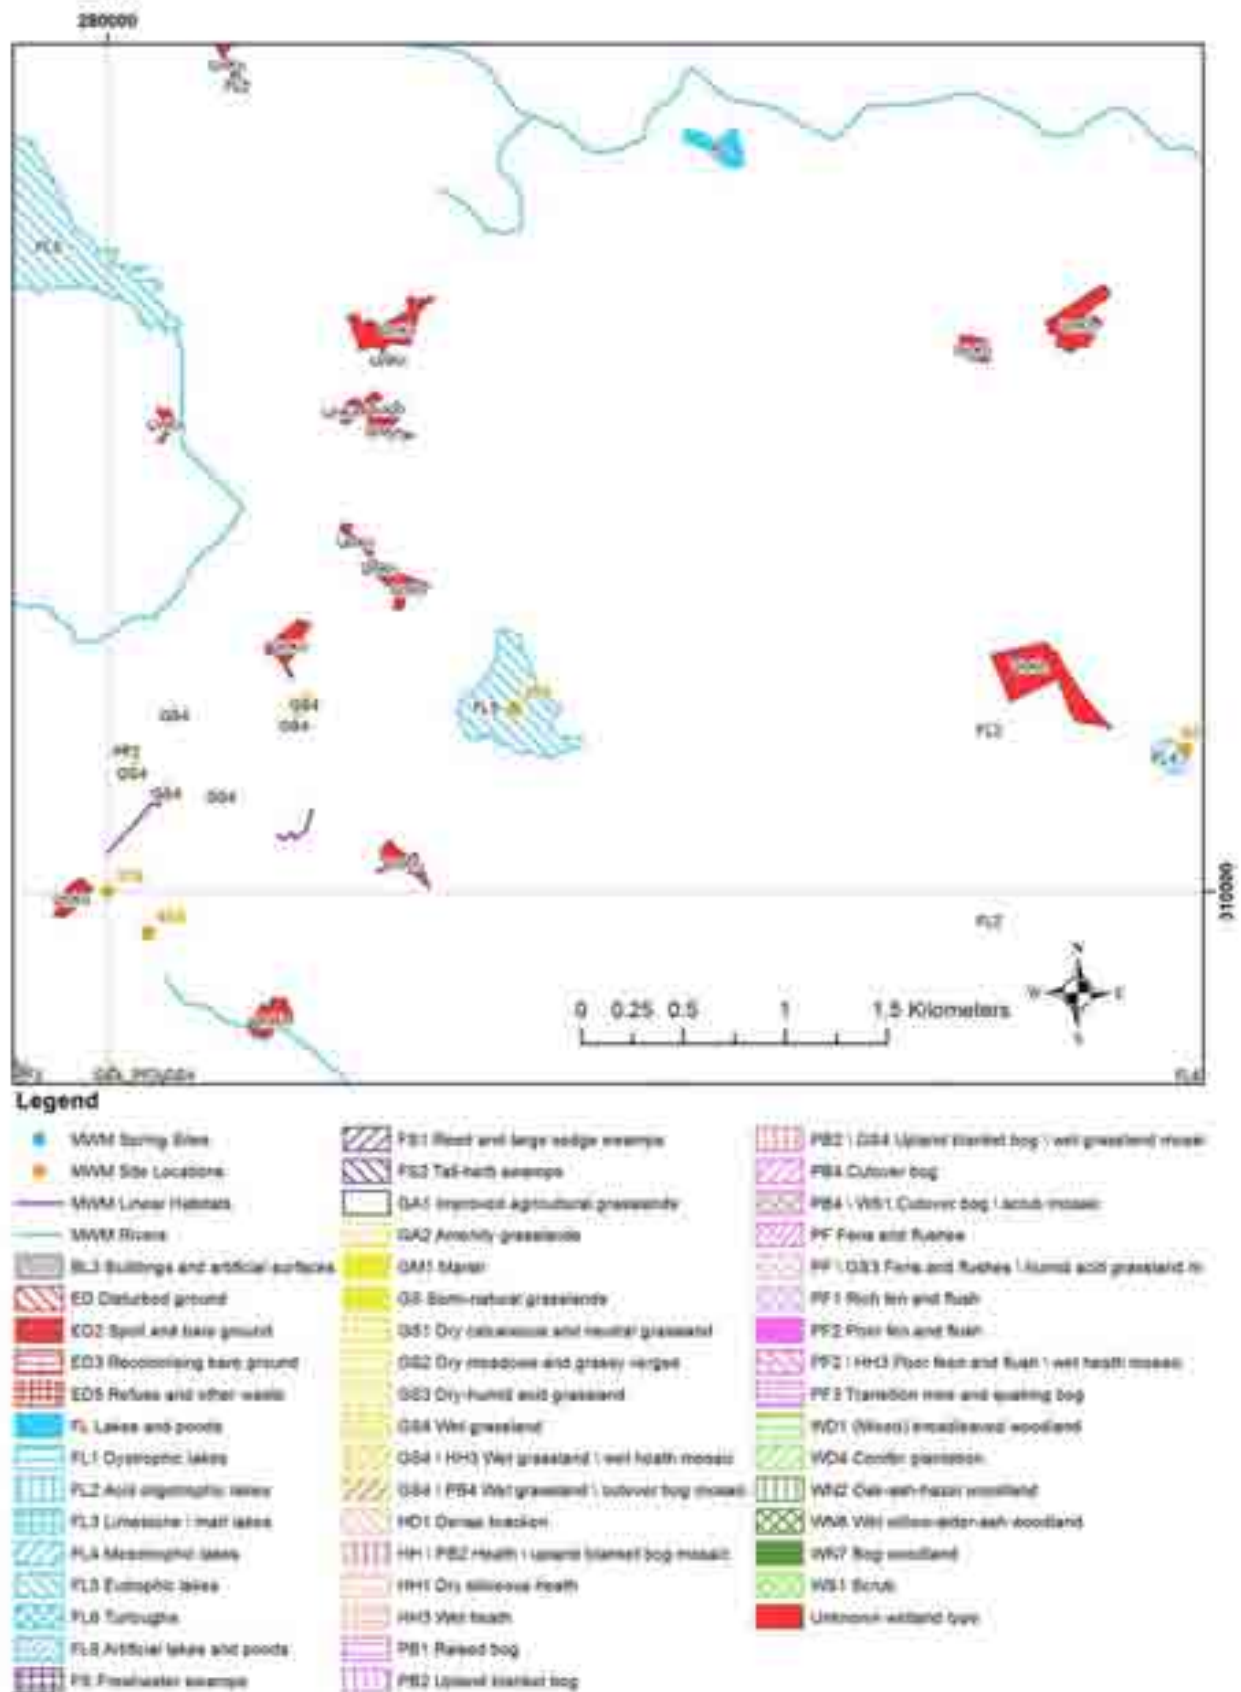 280000
FL2
FL5
GS4
GS4
GS4
FL5
FL2
GS4
FL4
GS4
GS4
310000
FL2
N
W E
S
0 0.25 0.5 1 1.5 Kilometers
Legend
MWM Spring Sites
MWM Site Locations
MWM Linear Habitats
MWM Rivers
BL3 Buildings and artificial surfaces
ED Disturbed ground
ED2 Spoil and bare ground
ED3 Recolonising bare ground
ED5 Refuse and other waste
FL Lakes and ponds
FL1 Dystrophic lakes
FL2 Acid oligotrophic lakes
FL3 Limestone \ marl lakes
FL4 Mesotrophic lakes
FL5 Eutrophic lakes
FL6 Turloughs
FL8 Artificial lakes and ponds
FS Freshwater swamps
FS1 Reed and large sedge swamps
FS2 Tall-herb swamps
GA1 Improved agricultural grasslands
GA2 Amenity grasslands
GM1 Marsh
GS Semi-natural grasslands
GS1 Dry calcareous and neutral grassland
GS2 Dry meadows and grassy verges
GS3 Dry-humid acid grassland
GS4 Wet grassland
GS4 \ HH3 Wet grassland \ wet heath mosaic
GS4 \ PB4 Wet grassland \ cutover bog mosaic
HD1 Dense bracken
HH \ PB2 Heath \ upland blanket bog mosaic
HH1 Dry siliceous heath
HH3 Wet heath
PB1 Raised bog
PB2 Upland blanket bog
PB2 \ GS4 Upland blanket bog \ wet grassland mosai
PB4 Cutover bog
PB4 \ WS1 Cutover bog \ scrub mosaic
PF Fens and flushes
PF \ GS3 Fens and flushes \ humid acid grassland m
PF1 Rich fen and flush
PF2 Poor fen and flush
PF2 \ HH3 Poor feen and flush \ wet heath mosaic
PF3 Transition mire and quaking bog
WD1 (Mixed) broadleaved woodland
WD4 Conifer plantation
WN2 Oak-ash-hazel woodland
WN6 Wet willow-alder-ash woodland
WN7 Bog woodland
WS1 Scrub
Unknown wetland type